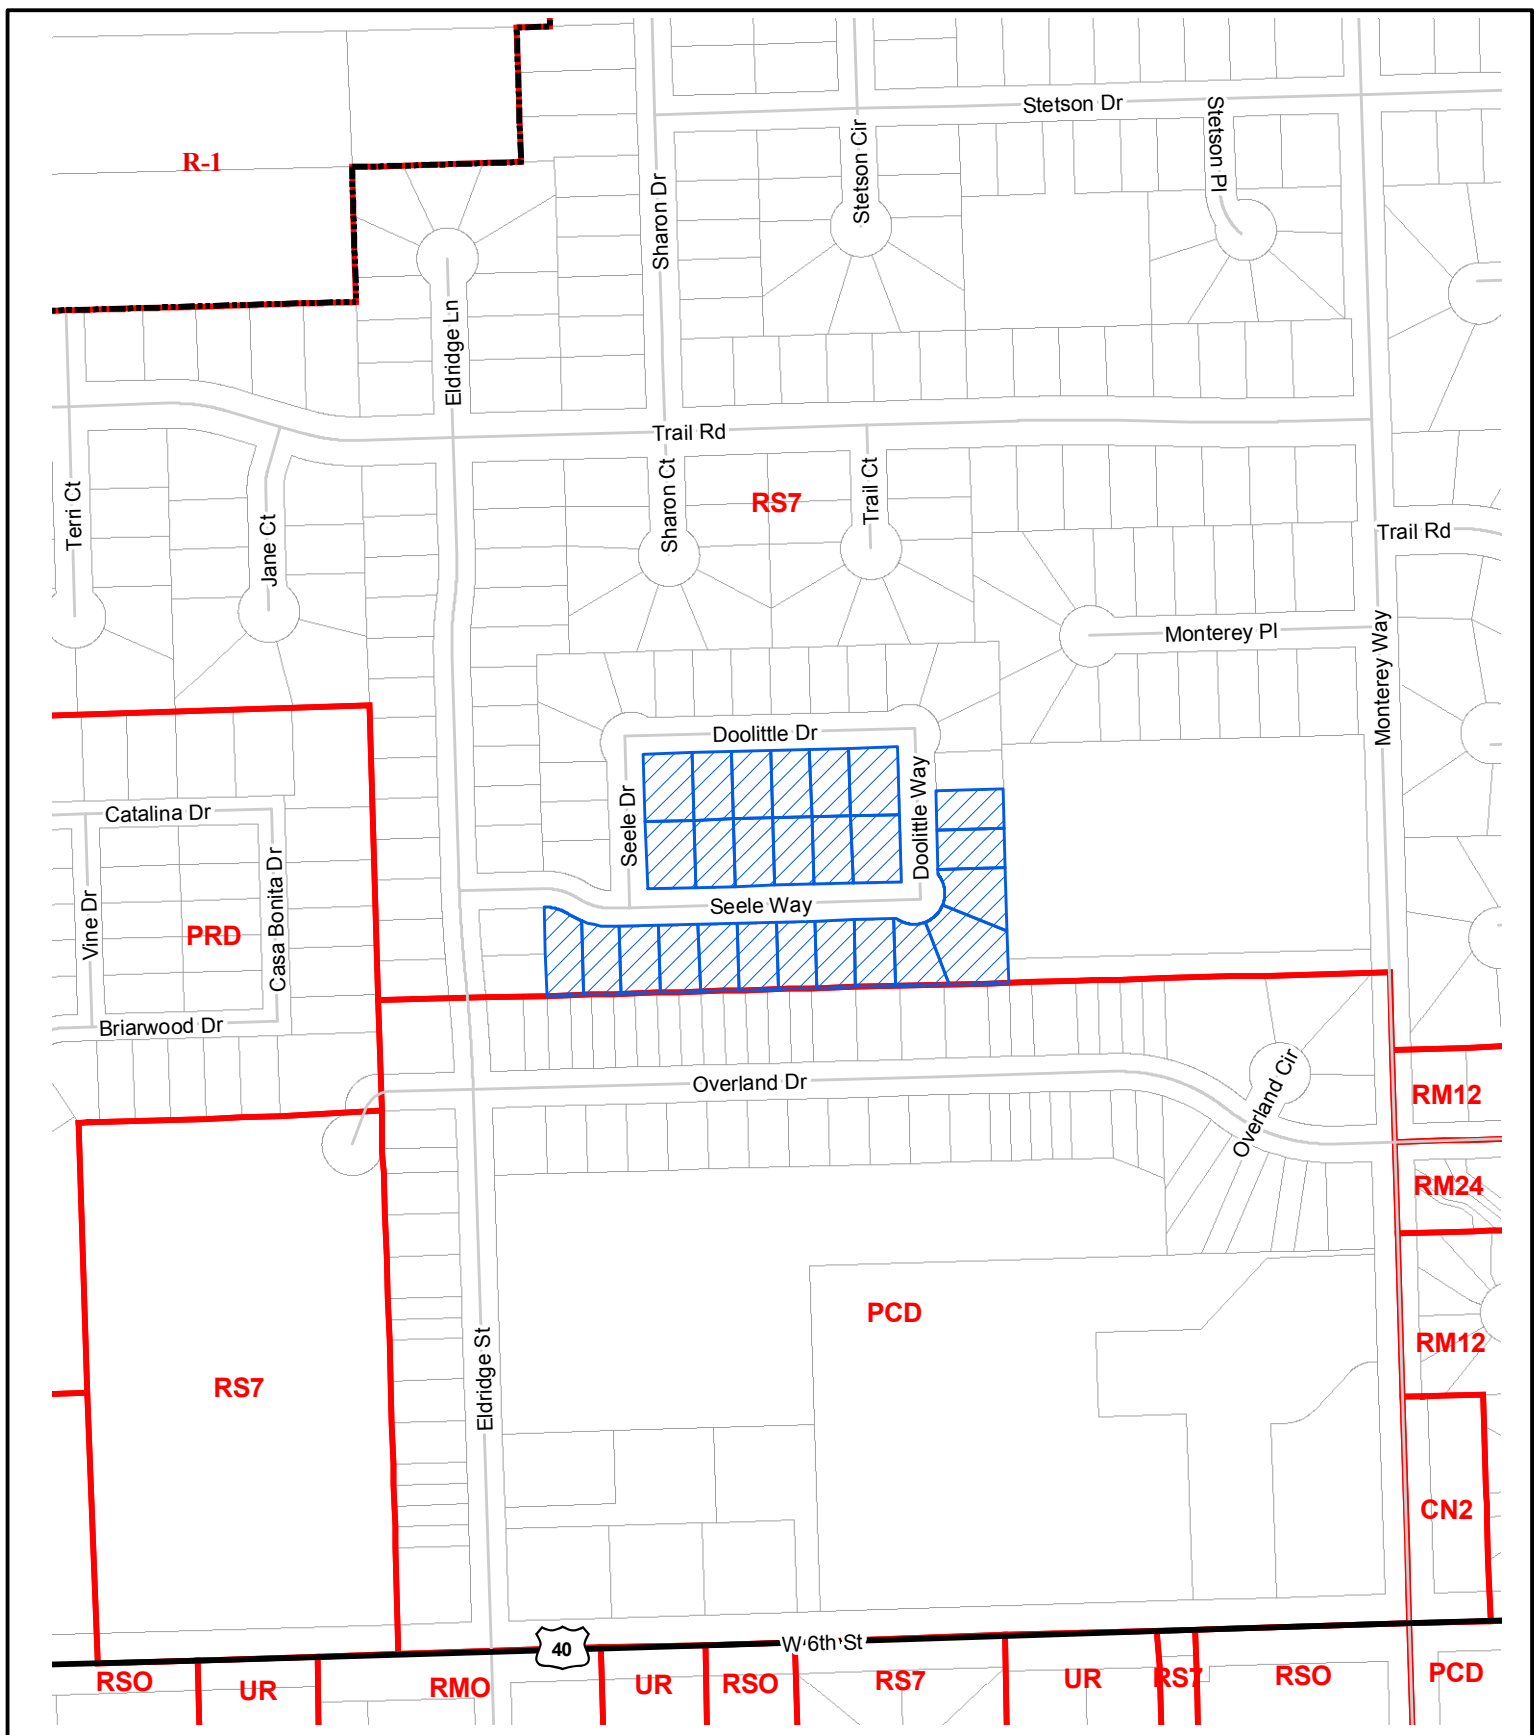 Stetson Dr
Stetson Pl
Stetson Cir
R-1
Sharon Dr
Eldridge Ln
Trail Rd
Sharon Ct
Trail Ct
RS7
Terri Ct
Jane Ct
Trail Rd
Monterey Pl
Monterey Way
Doolittle Dr
Seele Dr
Doolittle Way
Catalina Dr
Casa Bonita Dr
Vine Dr
PRD
Seele Way
Briarwood Dr
Overland Dr
Overland Cir
RM12
RM24
PCD
RM12
RS7
Eldridge St
CN2
40
W 6th St
RSO
UR
RMO
UR
RSO
RS7
UR
RS7
RSO
PCD